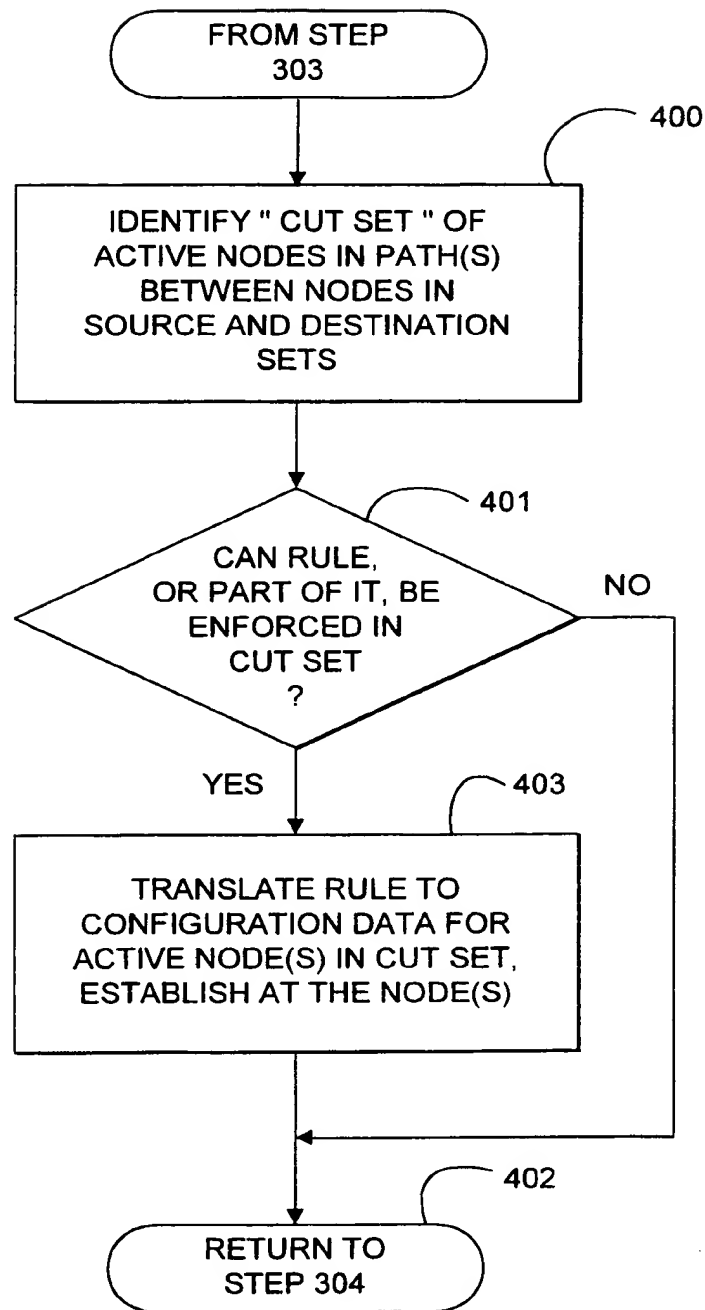 FROM STEP
303
400
IDENTIFY " CUT SET " OF
ACTIVE NODES IN PATH(S)
BETWEEN NODES IN
SOURCE AND DESTINATION
SETS
401
CAN RULE,
OR PART OF IT, BE
ENFORCED IN
CUT SET
?
NO
YES
403
TRANSLATE RULE TO
CONFIGURATION DATA FOR
ACTIVE NODE(S) IN CUT SET,
ESTABLISH AT THE NODE(S)
402
RETURN TO
STEP 304